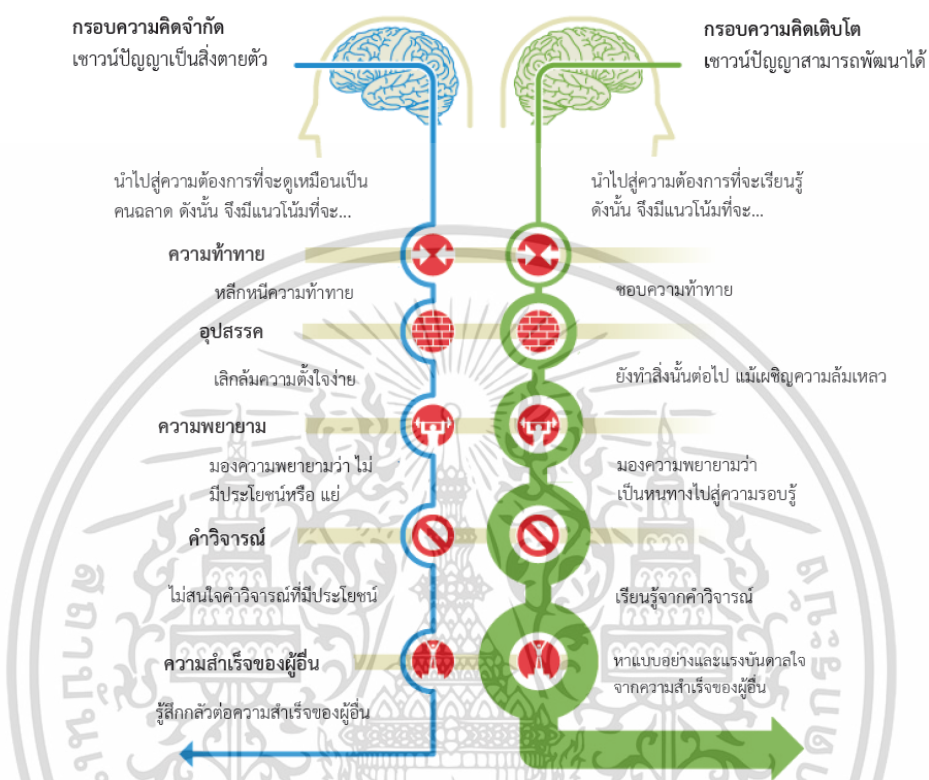 กรอบความคิดจำกัด
เชาวน์ปัญญาเป็นสิ่งตายตัว
กรอบความคิดเติบโต
เชาวน์ปัญญาสามารถพัฒนาได้
นำไปสู่ความต้องการที่จะดูเหมือนเป็น
คนฉลาด ดังนั้น จึงมีแนวโน้มที่จะ...
นำไปสู่ความต้องการที่จะเรียนรู้
ดังนั้น จึงมีแนวโน้มที่จะ...
ความท้าทาย
หลีกหนีความท้าทาย
ชอบความท้าทาย
อุปสรรค
เลิกล้มความตั้งใจง่าย
ยังทำสิ่งนั้นต่อไป แม้เผชิญความล้มเหลว
ความพยายาม
มองความพยายามว่า ไม่
มีประโยชน์หรือ แย่
มองความพยายามว่า
เป็นหนทางไปสู่ความรอบรู้
คำวิจารณ์
ไม่สนใจคำวิจารณ์ที่มีประโยชน์
เรียนรู้จากคำวิจารณ์
ความสำเร็จของผู้อื่น
รู้สึกกลัวต่อความสำเร็จของผู้อื่น
หาแบบอย่างและแรงบันดาลใจ
จากความสำเร็จของผู้อื่น